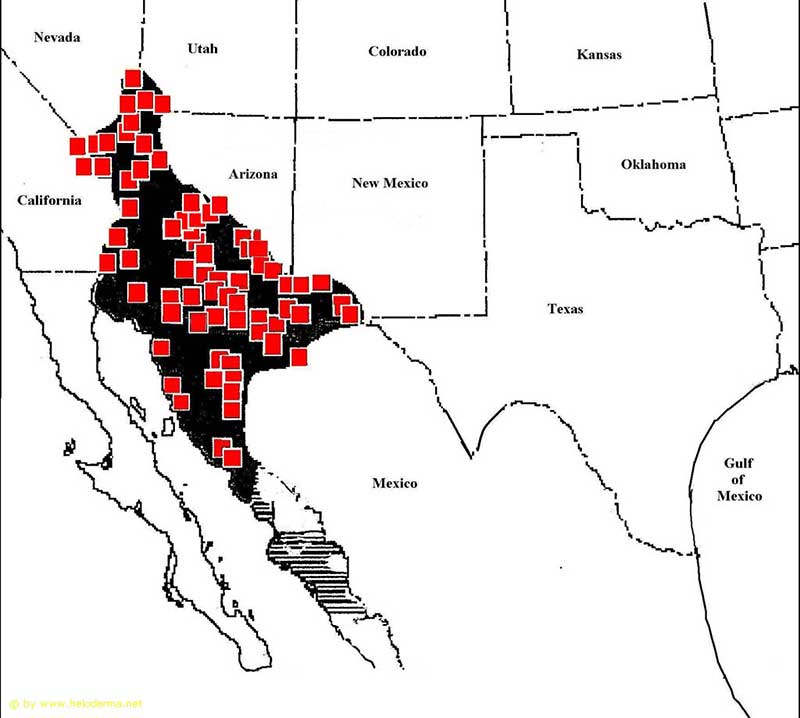 Nevada
Utah
Colorado
Kansas
Arizona
New Mexico
Oklahoma
California
Texas
Mexico
Gulf
of
Mexico
© by www.heloderma.net